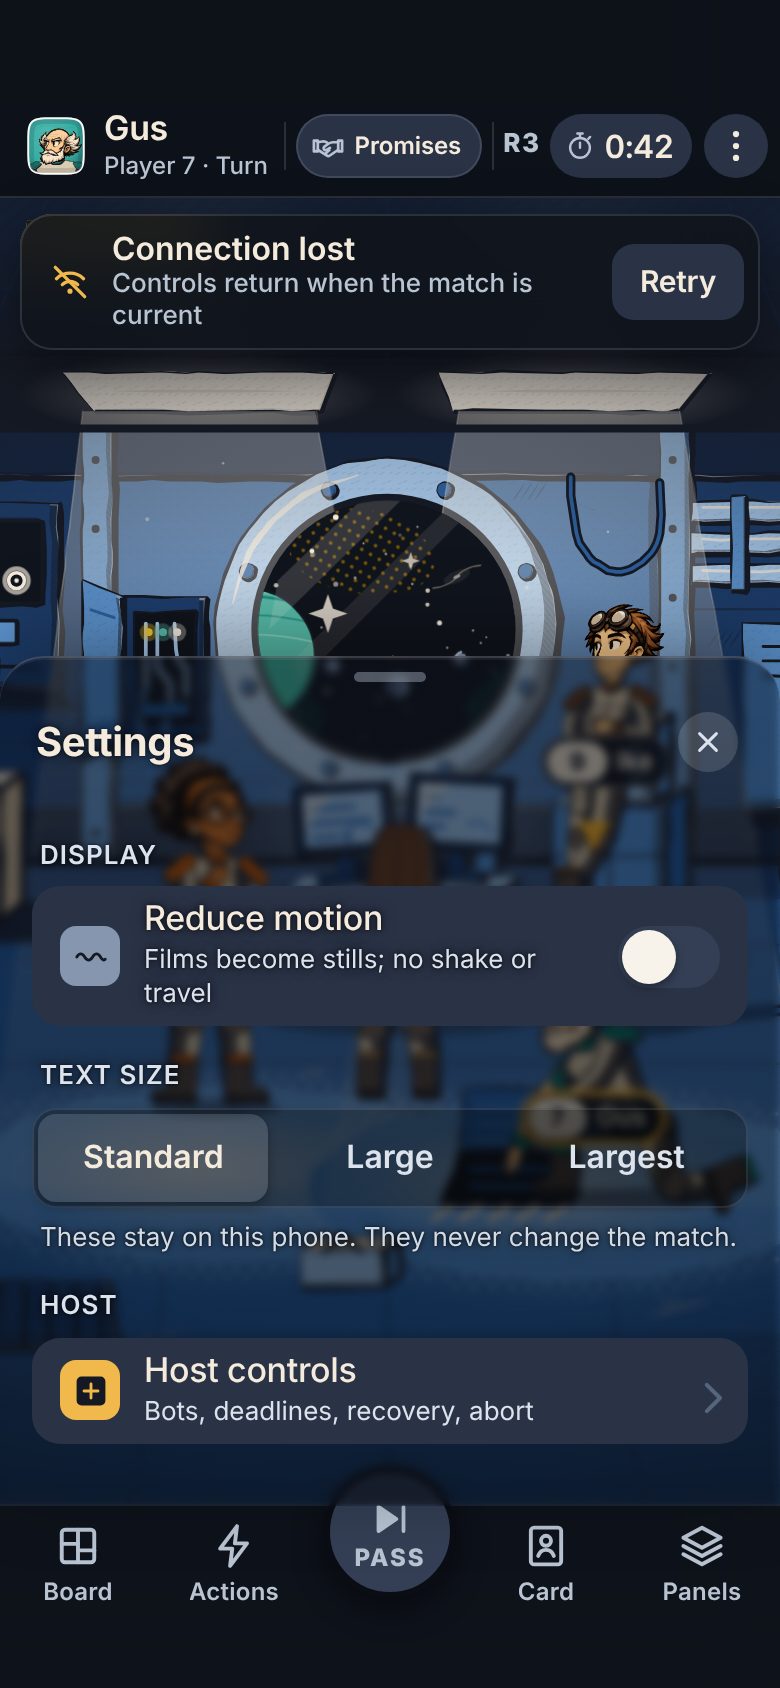 Gus
Player 7 · Turn
Promises
R3
0:42
Connection lost
Controls return when the match is
current
Retry
Settings
DISPLAY
Reduce motion
Films become stills; no shake or
travel
TEXT SIZE
Standard
Large
Largest
These stay on this phone. They never change the match.
HOST
Host controls
Bots, deadlines, recovery, abort
PASS
Board
Actions
Card
Panels